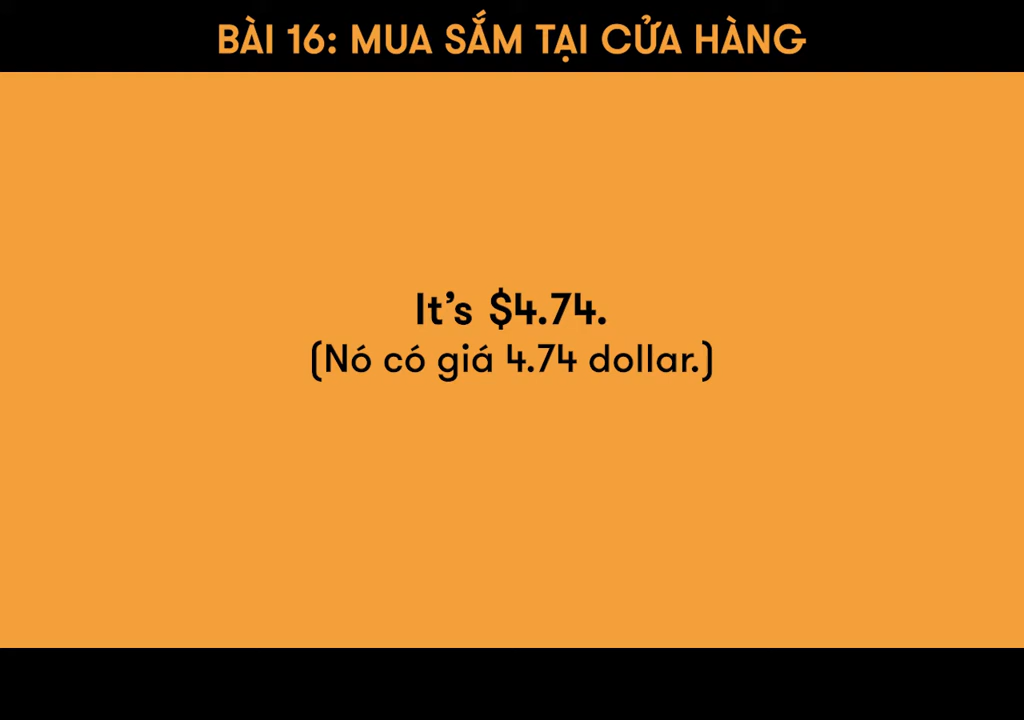 BÀI 16: MUA SẮM TẠI CỬA HÀNG
It’s $4.74.
(Nó có giá 4.74 dollar.)